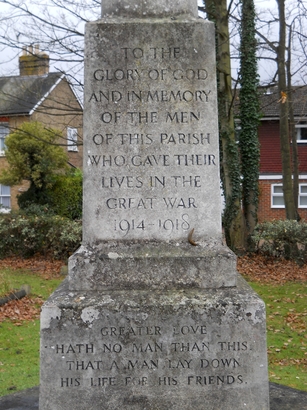 TO THE
GLORY OF GOD
AND IN MEMORY
OF THE MEN
OF THIS PARISH
WHO GAVE THEIR
LIVES IN THE
GREAT WAR
1914-1918
GREATER LOVE
HATH NO MAN THAN THIS
THAT A MAN LAY DOWN
HIS LIFE FOR HIS FRIENDS.